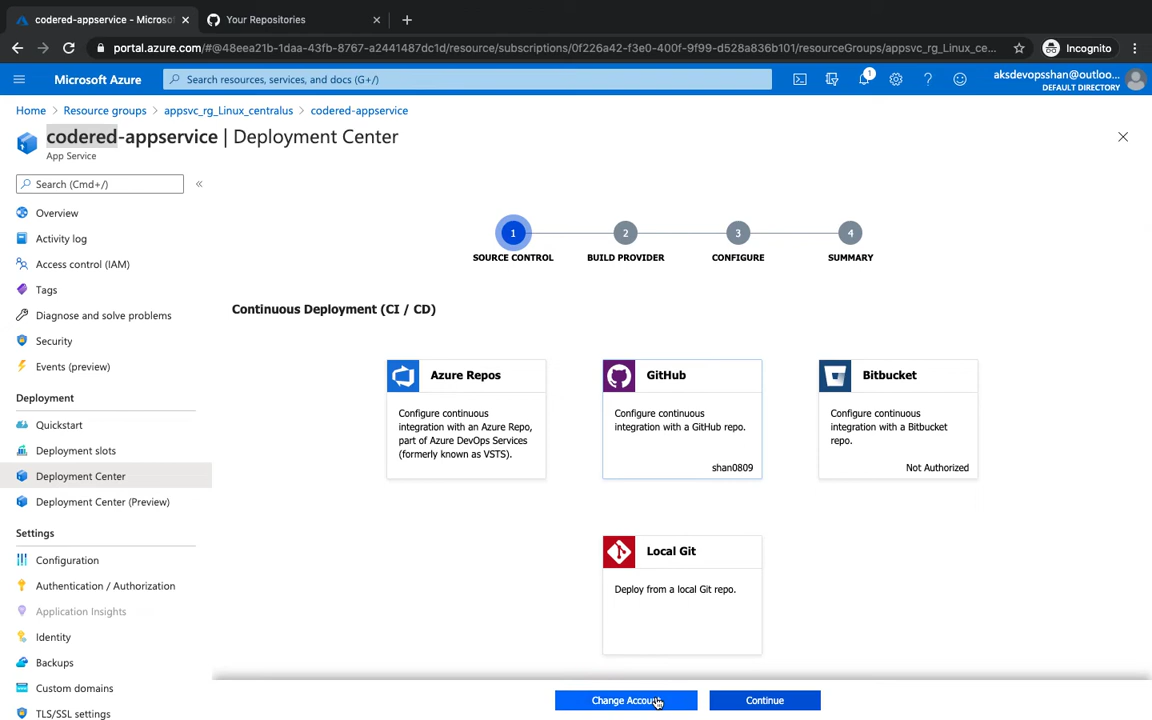 codered-appservice - Microsof
Your Repositories
portal.azure.com/#@48eea21b-1daa-43fb-8767-a2441487dc1d/resource/subscriptions/0f226a42-f3e0-400f-9f99-d528a836b101/resourceGroups/appsvc_rg_Linux_ce...
Incognito
Microsoft Azure
Search resources, services, and docs (G+/)
1
aksdevopsshan@outloo...
DEFAULT DIRECTORY
Home > Resource groups > appsvc_rg_Linux_centralus > codered-appservice
codered-appservice | Deployment Center
App Service
Search (Cmd+/)
«
Overview
Activity log
Access control (IAM)
Tags
Diagnose and solve problems
Security
Events (preview)
Deployment
Quickstart
Deployment slots
Deployment Center
Deployment Center (Preview)
Settings
Configuration
Authentication / Authorization
Application Insights
Identity
Backups
Custom domains
TLS/SSL settings
1 2 3 4
SOURCE CONTROL BUILD PROVIDER CONFIGURE SUMMARY
Continuous Deployment (CI / CD)
Azure Repos
Configure continuous
integration with an Azure Repo,
part of Azure DevOps Services
(formerly known as VSTS).
GitHub
Configure continuous
integration with a GitHub repo.
shan0809
Bitbucket
Configure continuous
integration with a Bitbucket
repo.
Not Authorized
Local Git
Deploy from a local Git repo.
Change Account
Continue